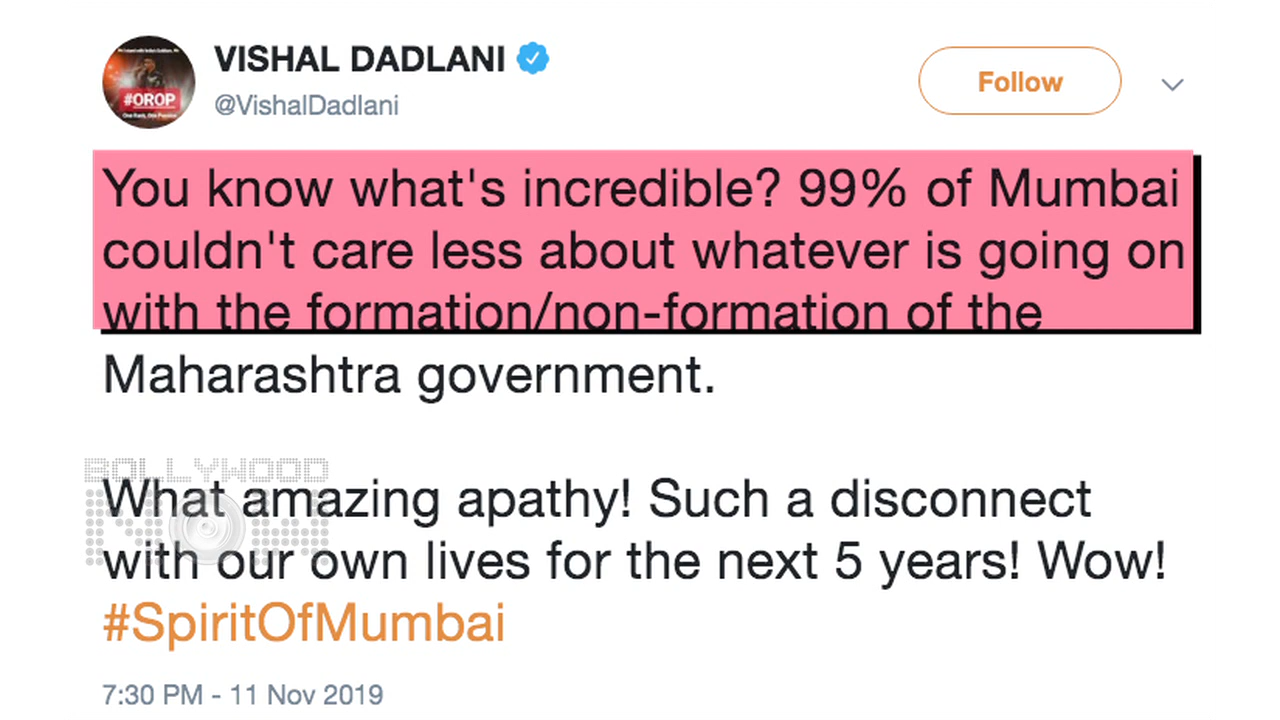 VISHAL DADLANI
@VishalDadlani
#OROP
Follow
You know what's incredible? 99% of Mumbai
couldn't care less about whatever is going on
with the formation/non-formation of the
Maharashtra government.
What amazing apathy! Such a disconnect
with our own lives for the next 5 years! Wow!
#SpiritOfMumbai
7:30 PM - 11 Nov 2019
BOLLYWOOD
NOW